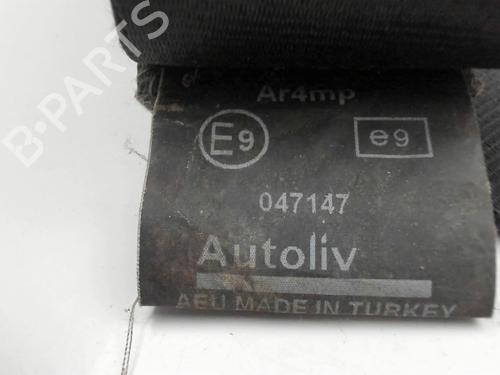 Ar4mp
E9 e9
047147
Autoliv
AEU MADE IN TURKEY
B-PARTS